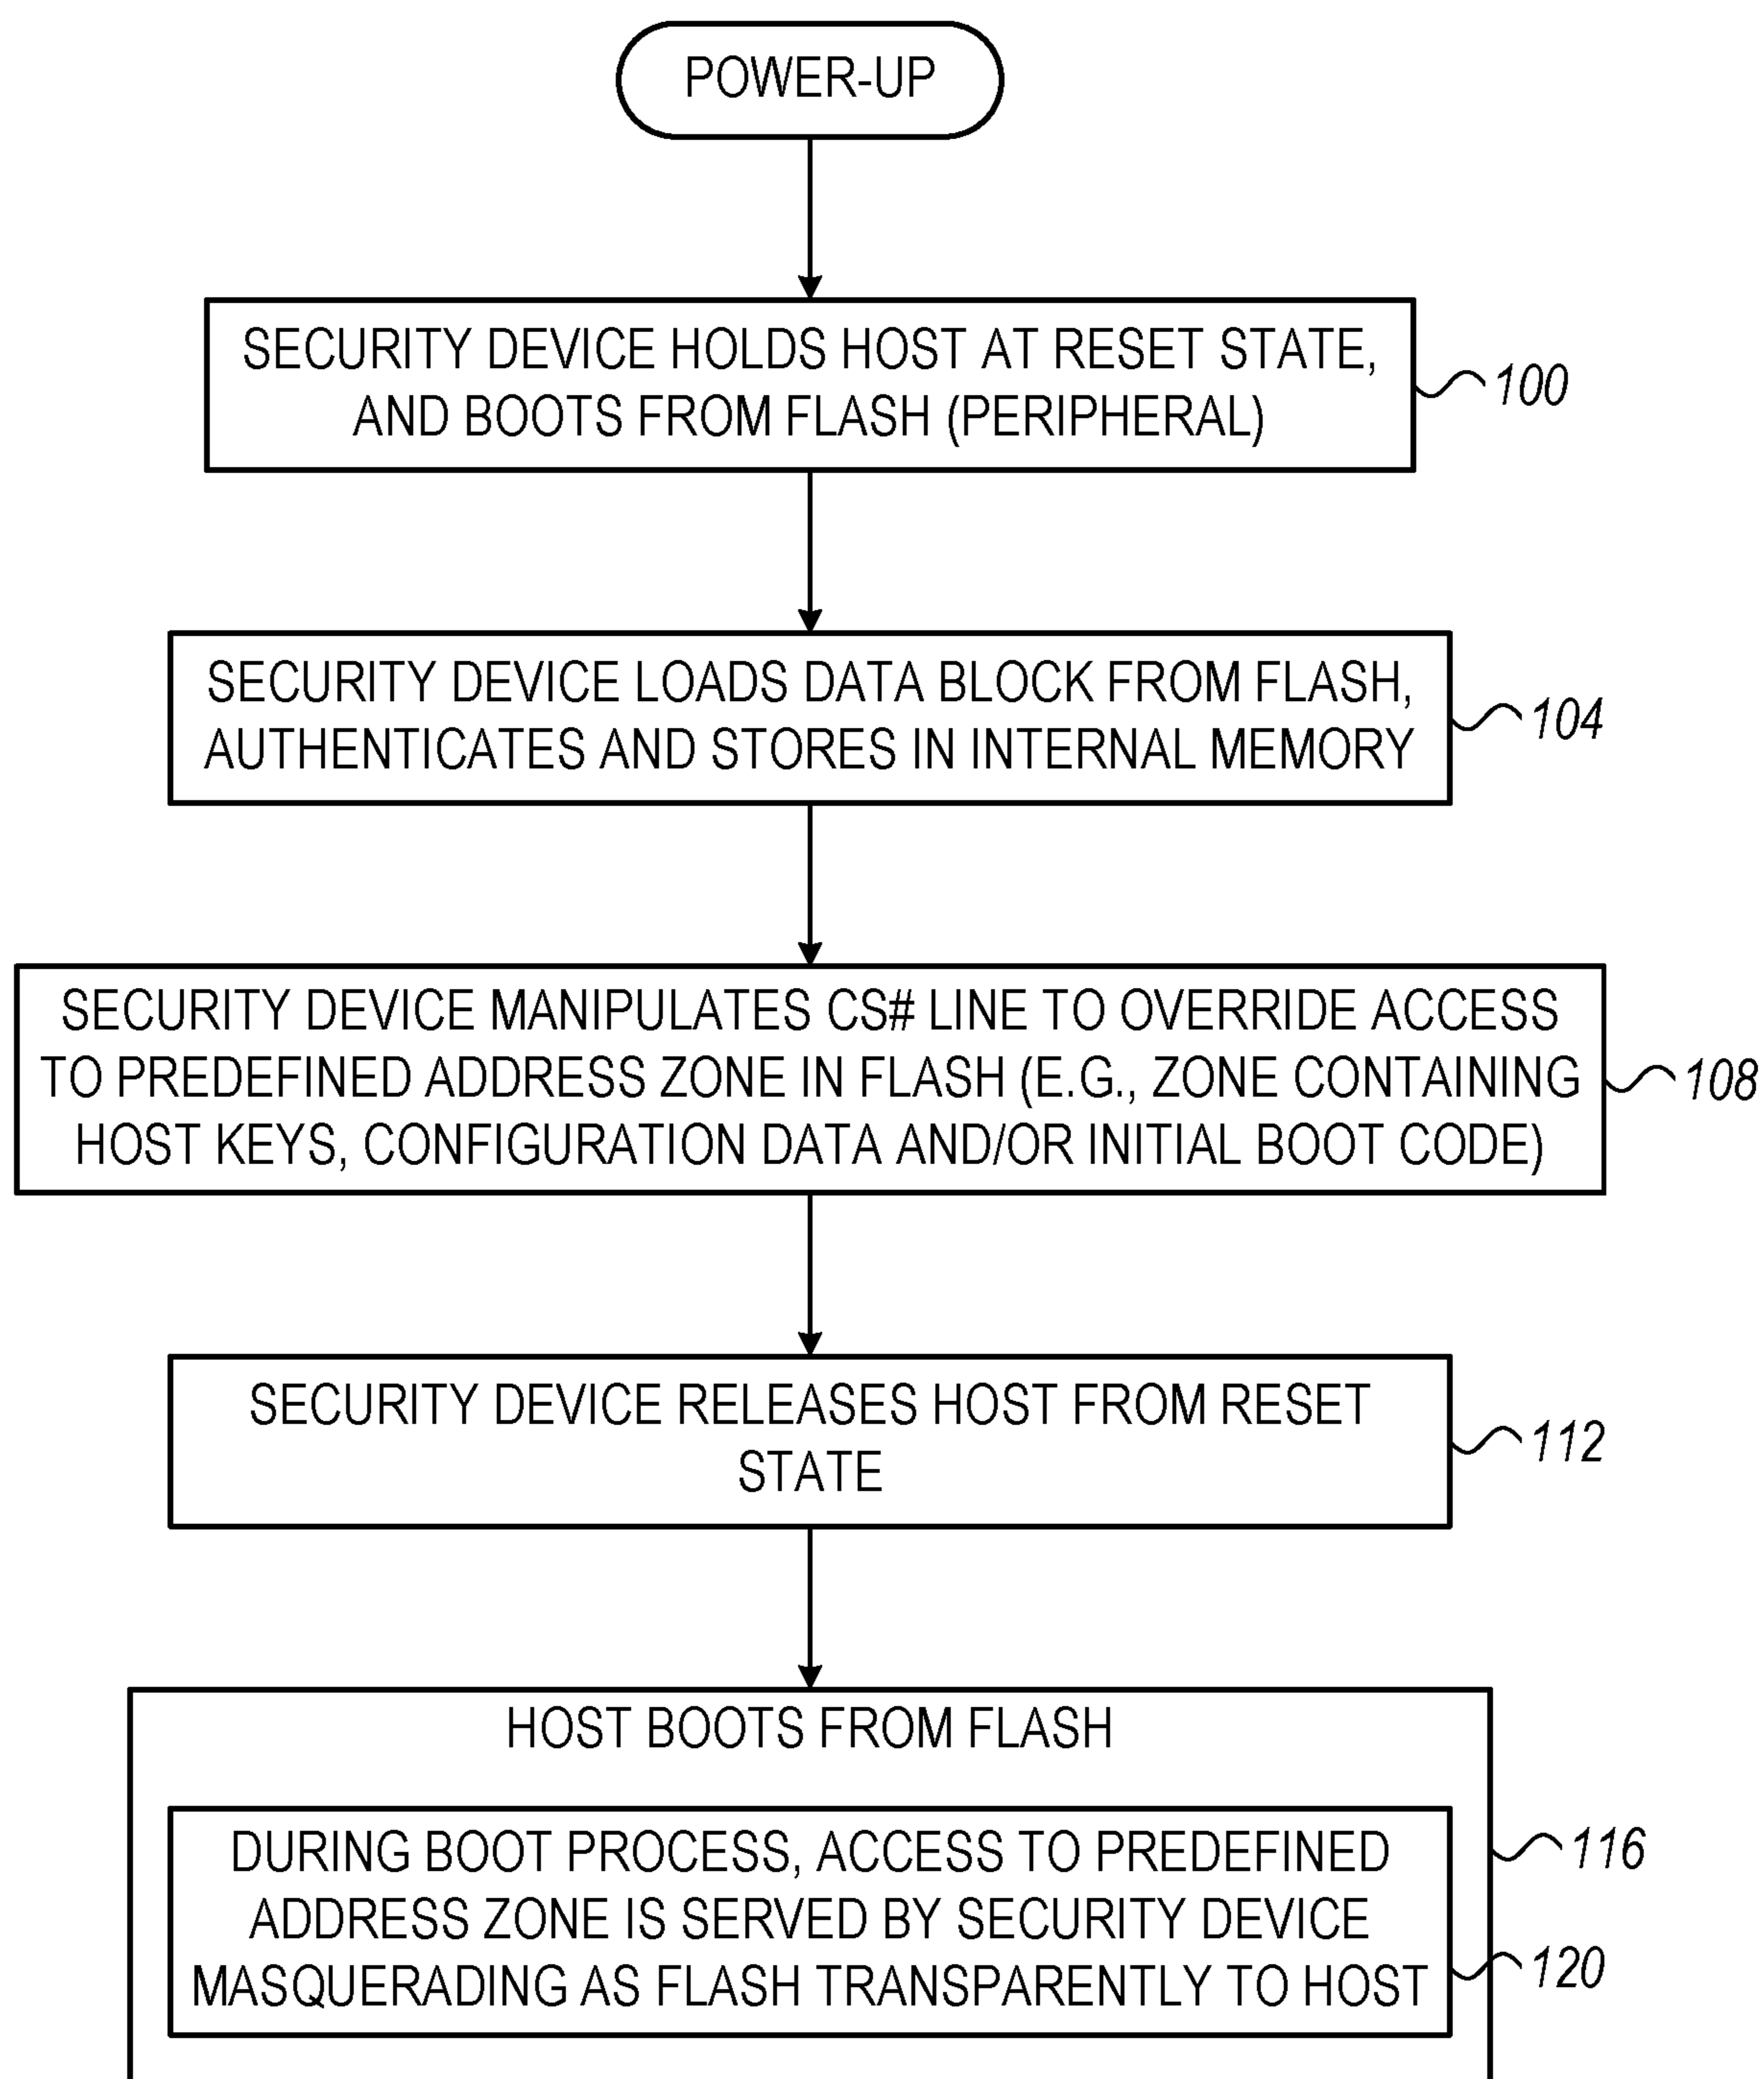 POWER-UP
SECURITY DEVICE HOLDS HOST AT RESET STATE,
AND BOOTS FROM FLASH (PERIPHERAL)
100
SECURITY DEVICE LOADS DATA BLOCK FROM FLASH,
AUTHENTICATES AND STORES IN INTERNAL MEMORY
104
SECURITY DEVICE MANIPULATES CS# LINE TO OVERRIDE ACCESS
TO PREDEFINED ADDRESS ZONE IN FLASH (E.G., ZONE CONTAINING
HOST KEYS, CONFIGURATION DATA AND/OR INITIAL BOOT CODE)
108
SECURITY DEVICE RELEASES HOST FROM RESET
STATE
112
HOST BOOTS FROM FLASH
116
DURING BOOT PROCESS, ACCESS TO PREDEFINED
ADDRESS ZONE IS SERVED BY SECURITY DEVICE
MASQUERADING AS FLASH TRANSPARENTLY TO HOST
120